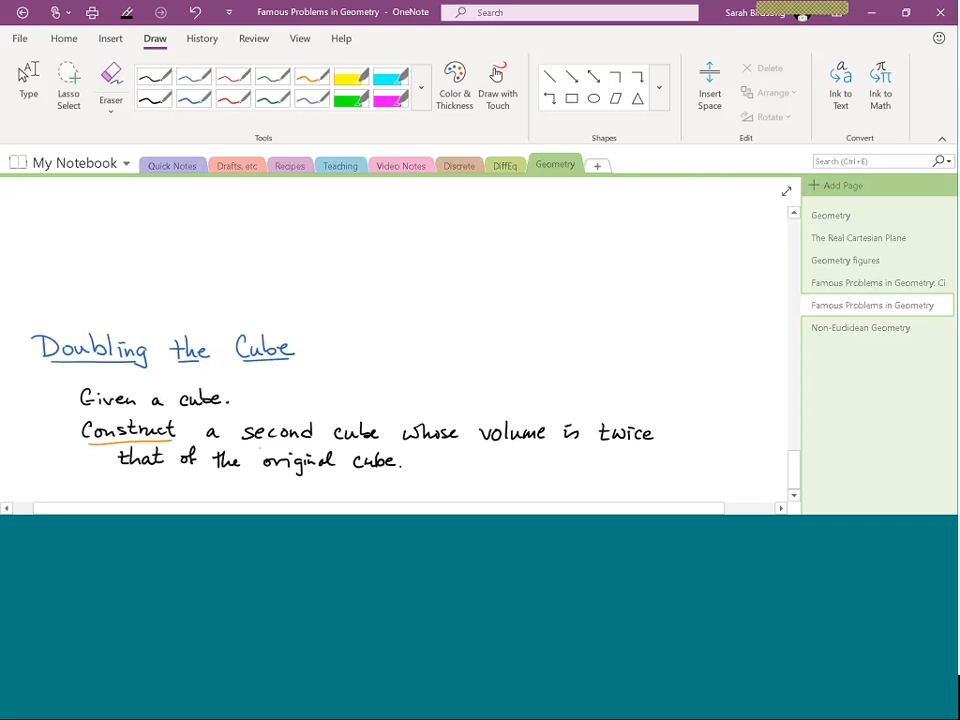 Famous Problems in Geometry - OneNote
Search
File Home Insert Draw History Review View Help
Type
Lasso Select
Eraser
Color & Thickness
Draw with Touch
Insert Space
Delete
Arrange
Rotate
Ink to Text
Ink to Math
Tools
Shapes
Edit
Convert
My Notebook
Quick Notes Drafts, etc Recipes Teaching Video Notes Discrete DiffEq Geometry
Search (Ctrl+E)
Add Page
Geometry
The Real Cartesian Plane
Geometry figures
Famous Problems in Geometry: Ci
Famous Problems in Geometry
Non-Euclidean Geometry
Doubling the Cube
Given a cube.
Construct a second cube whose volume is twice
that of the original cube.